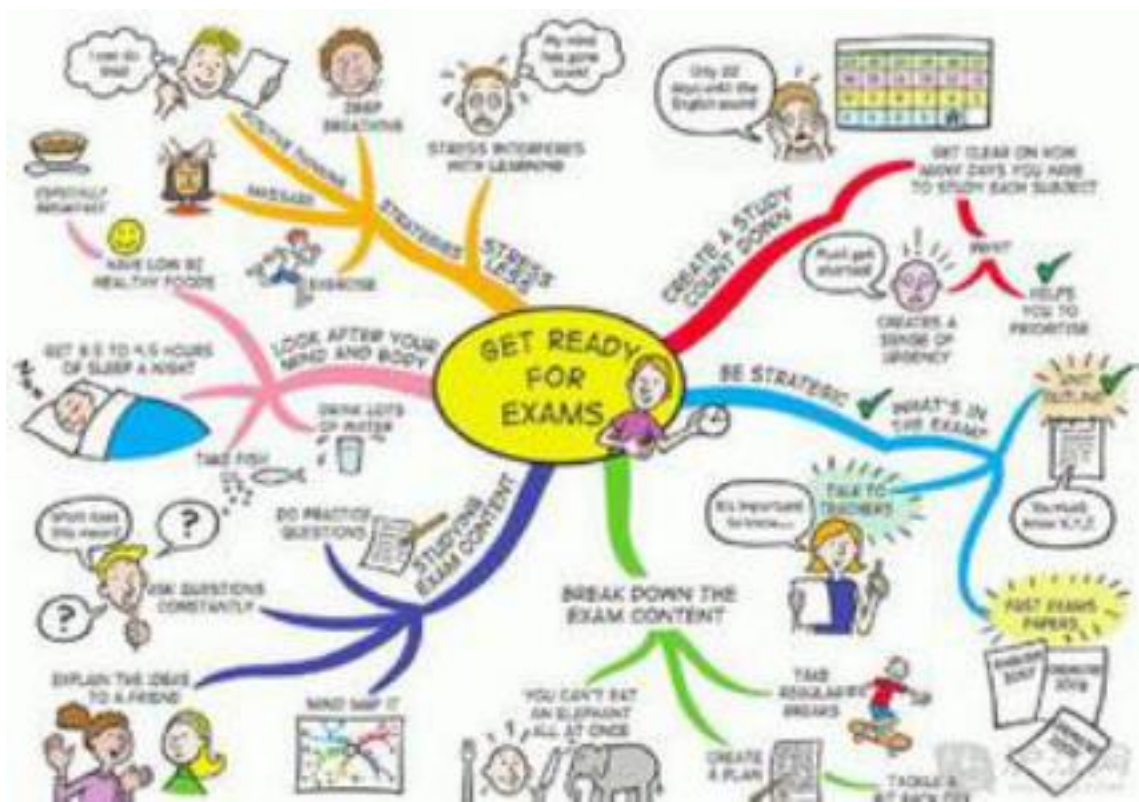 GET READY
FOR
EXAMS
CREATE A STUDY
COUNT DOWN
Only 22
days until the
English exam!
GET CLEAR ON HOW
MANY DAYS YOU HAVE
TO STUDY EACH SUBJECT
WHY?
Must get
started!
CREATES A
SENSE OF
URGENCY
HELPS
YOU TO
PRIORITISE
BE STRATEGIC
WHAT'S IN
THE EXAM?
OUTLINE
You must
know X,Y,Z
TALK TO
TEACHERS
It's important
to know...
PAST EXAMS
PAPERS
BREAK DOWN THE
EXAM CONTENT
TAKE
REGULAR
BREAKS
CREATE
A PLAN
TACKLE A
YOU CAN'T EAT
AN ELEPHANT
ALL AT ONCE
STUDYING
EXAM CONTENT
DO PRACTICE
QUESTIONS
ASK QUESTIONS
CONSTANTLY
What does
this mean?
?
?
EXPLAIN THE IDEAS
TO A FRIEND
MIND MAP IT
LOOK AFTER YOUR
MIND AND BODY
HAVE LOW GI
HEALTHY FOODS
ESPECIALLY
BREAKFAST
HOURS
OF SLEEP A NIGHT
TAKE FISH
DRINK LOTS
OF WATER
STRESS
LESS
STRESS INTERFERES
WITH LEARNING
My mind
has gone
blank!
STRATEGIES
POSITIVE THINKING
I can do
this!
DEEP
BREATHING
MASSAGE
EXERCISE